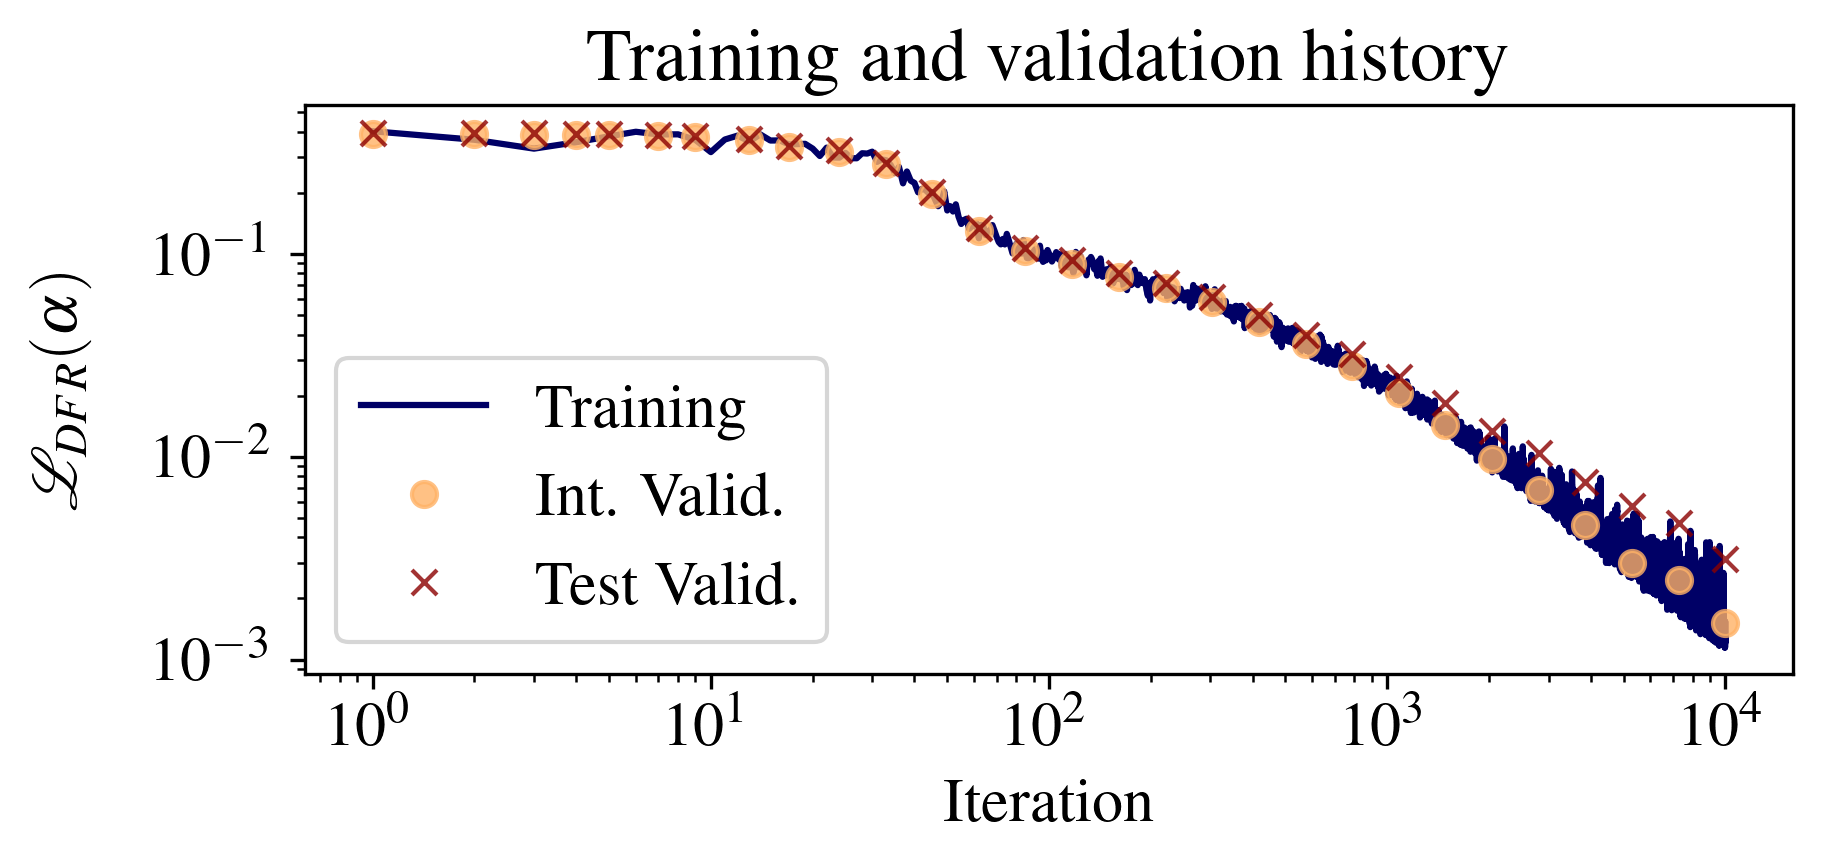 Training and validation history
ℒ_{DFR}(α)
10^{-1}
10^{-2}
10^{-3}
Training
Int. Valid.
Test Valid.
10^0 10^1 10^2 10^3 10^4
Iteration